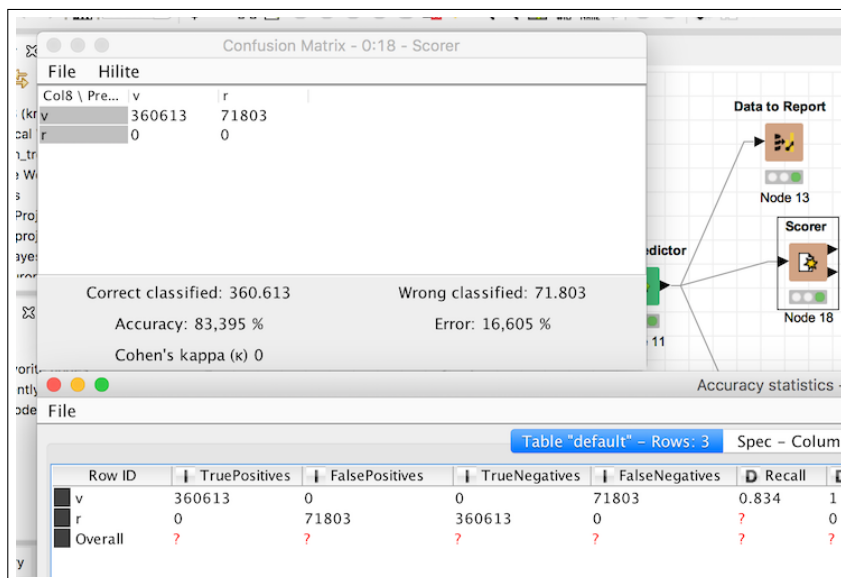 Confusion Matrix - 0:18 - Scorer
File Hilite
Col8 \ Pre... v r
v 360613 71803
r 0 0
Correct classified: 360.613 Wrong classified: 71.803
Accuracy: 83,395 % Error: 16,605 %
Cohen's kappa (κ) 0
Data to Report
Node 13
Scorer
edictor
Node 18
11
Accuracy statistics -
File
Table "default" – Rows: 3 Spec – Colum
Row ID I TruePositives I FalsePositives I TrueNegatives I FalseNegatives D Recall D
v 360613 0 0 71803 0.834 1
r 0 71803 360613 0 ? 0
Overall ? ? ? ? ? ?